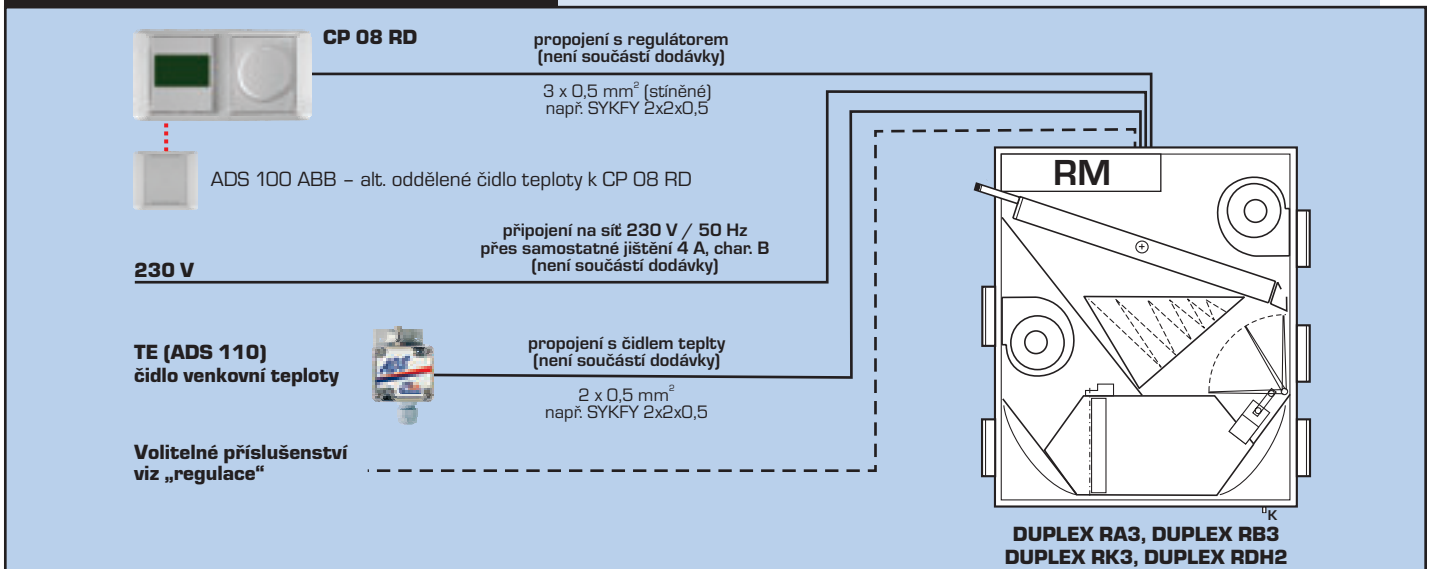 CP 08 RD
propojení s regulátorem
(není součástí dodávky)
3 x 0,5 mm² (stíněné)
např. SYKFY 2x2x0,5
ADS 100 ABB – alt. oddělené čidlo teploty k CP 08 RD
připojení na síť 230 V / 50 Hz
přes samostatné jištění 4 A, char. B
(není součástí dodávky)
230 V
TE (ADS 110)
čidlo venkovní teploty
propojení s čidlem teplty
(není součástí dodávky)
2 x 0,5 mm²
např. SYKFY 2x2x0,5
Volitelné příslušenství
viz „regulace“
RM
K
DUPLEX RA3, DUPLEX RB3
DUPLEX RK3, DUPLEX RDH2